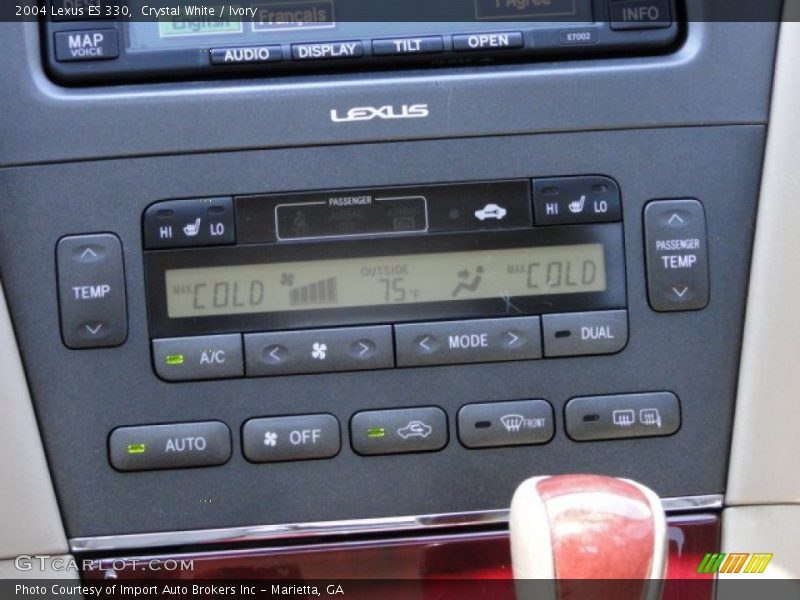 2004 Lexus ES 330, Crystal White / Ivory
English Français I Agree
MAP VOICE AUDIO DISPLAY TILT OPEN E7002 INFO
LEXUS
HI LO PASSENGER HI LO
TEMP
MAX COLD OUTSIDE 75°F MAX COLD
PASSENGER TEMP
A/C MODE DUAL
AUTO OFF FRONT
GTCARLOT.COM
Photo Courtesy of Import Auto Brokers Inc - Marietta, GA